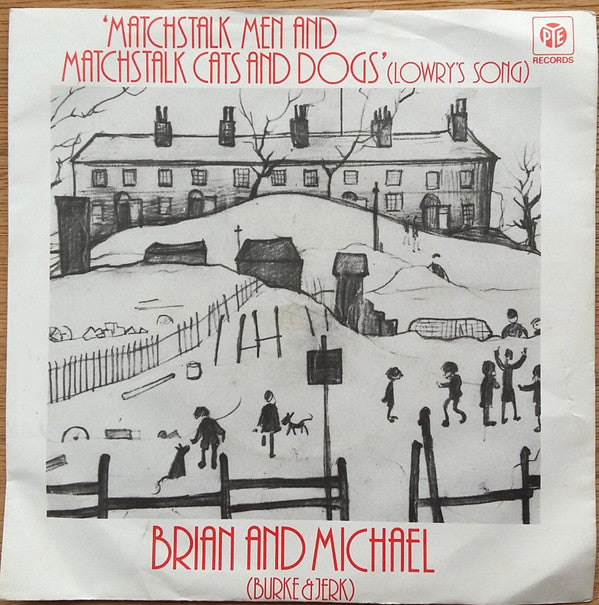 'MATCHSTALK MEN AND
MATCHSTALK CATS AND DOGS' (LOWRY'S SONG)
PYE
RECORDS
BRIAN AND MICHAEL
(BURKE & JERK)